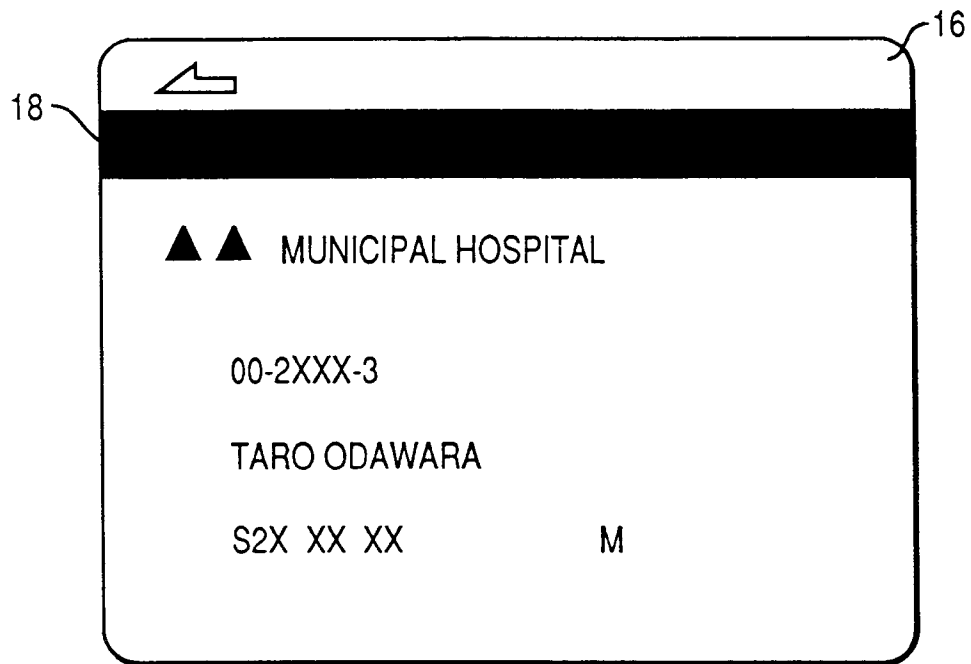 16
18
▲ ▲ MUNICIPAL HOSPITAL
00-2XXX-3
TARO ODAWARA
S2X XX XX M